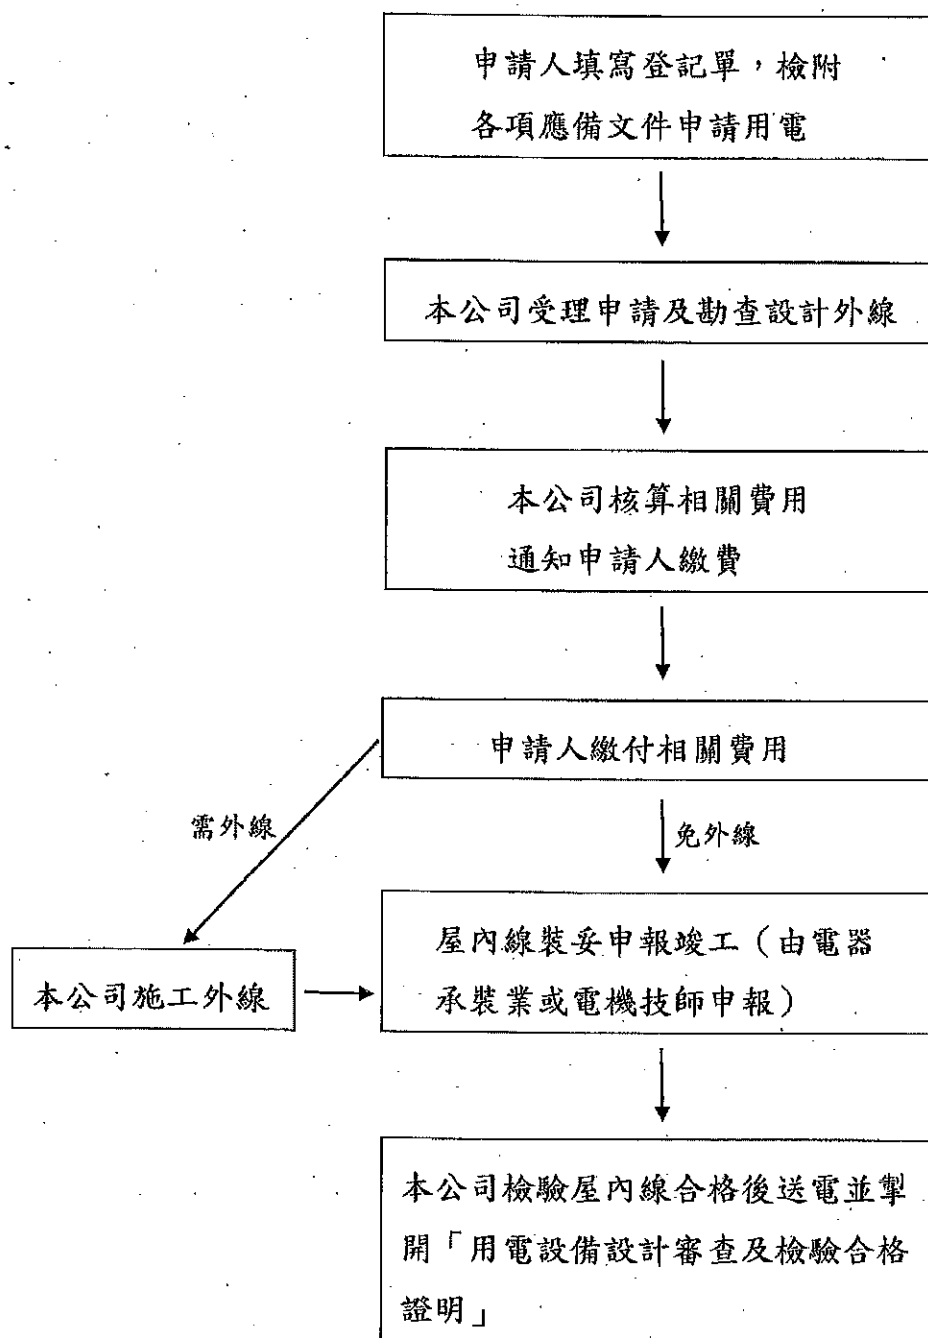 申請人填寫登記單，檢附
各項應備文件申請用電
本公司受理申請及勘查設計外線
本公司核算相關費用
通知申請人繳費
申請人繳付相關費用
需外線
免外線
屋內線裝妥申報竣工（由電器
承裝業或電機技師申報）
本公司施工外線
本公司檢驗屋內線合格後送電並掣
開「用電設備設計審查及檢驗合格
證明」